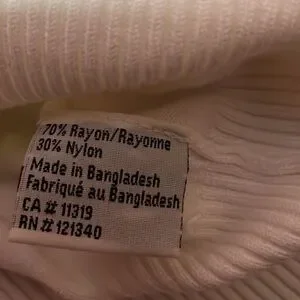 70% Rayon/Rayonne
30% Nylon
Made in Bangladesh
Fabriqué au Bangladesh
CA # 11319
RN # 121340